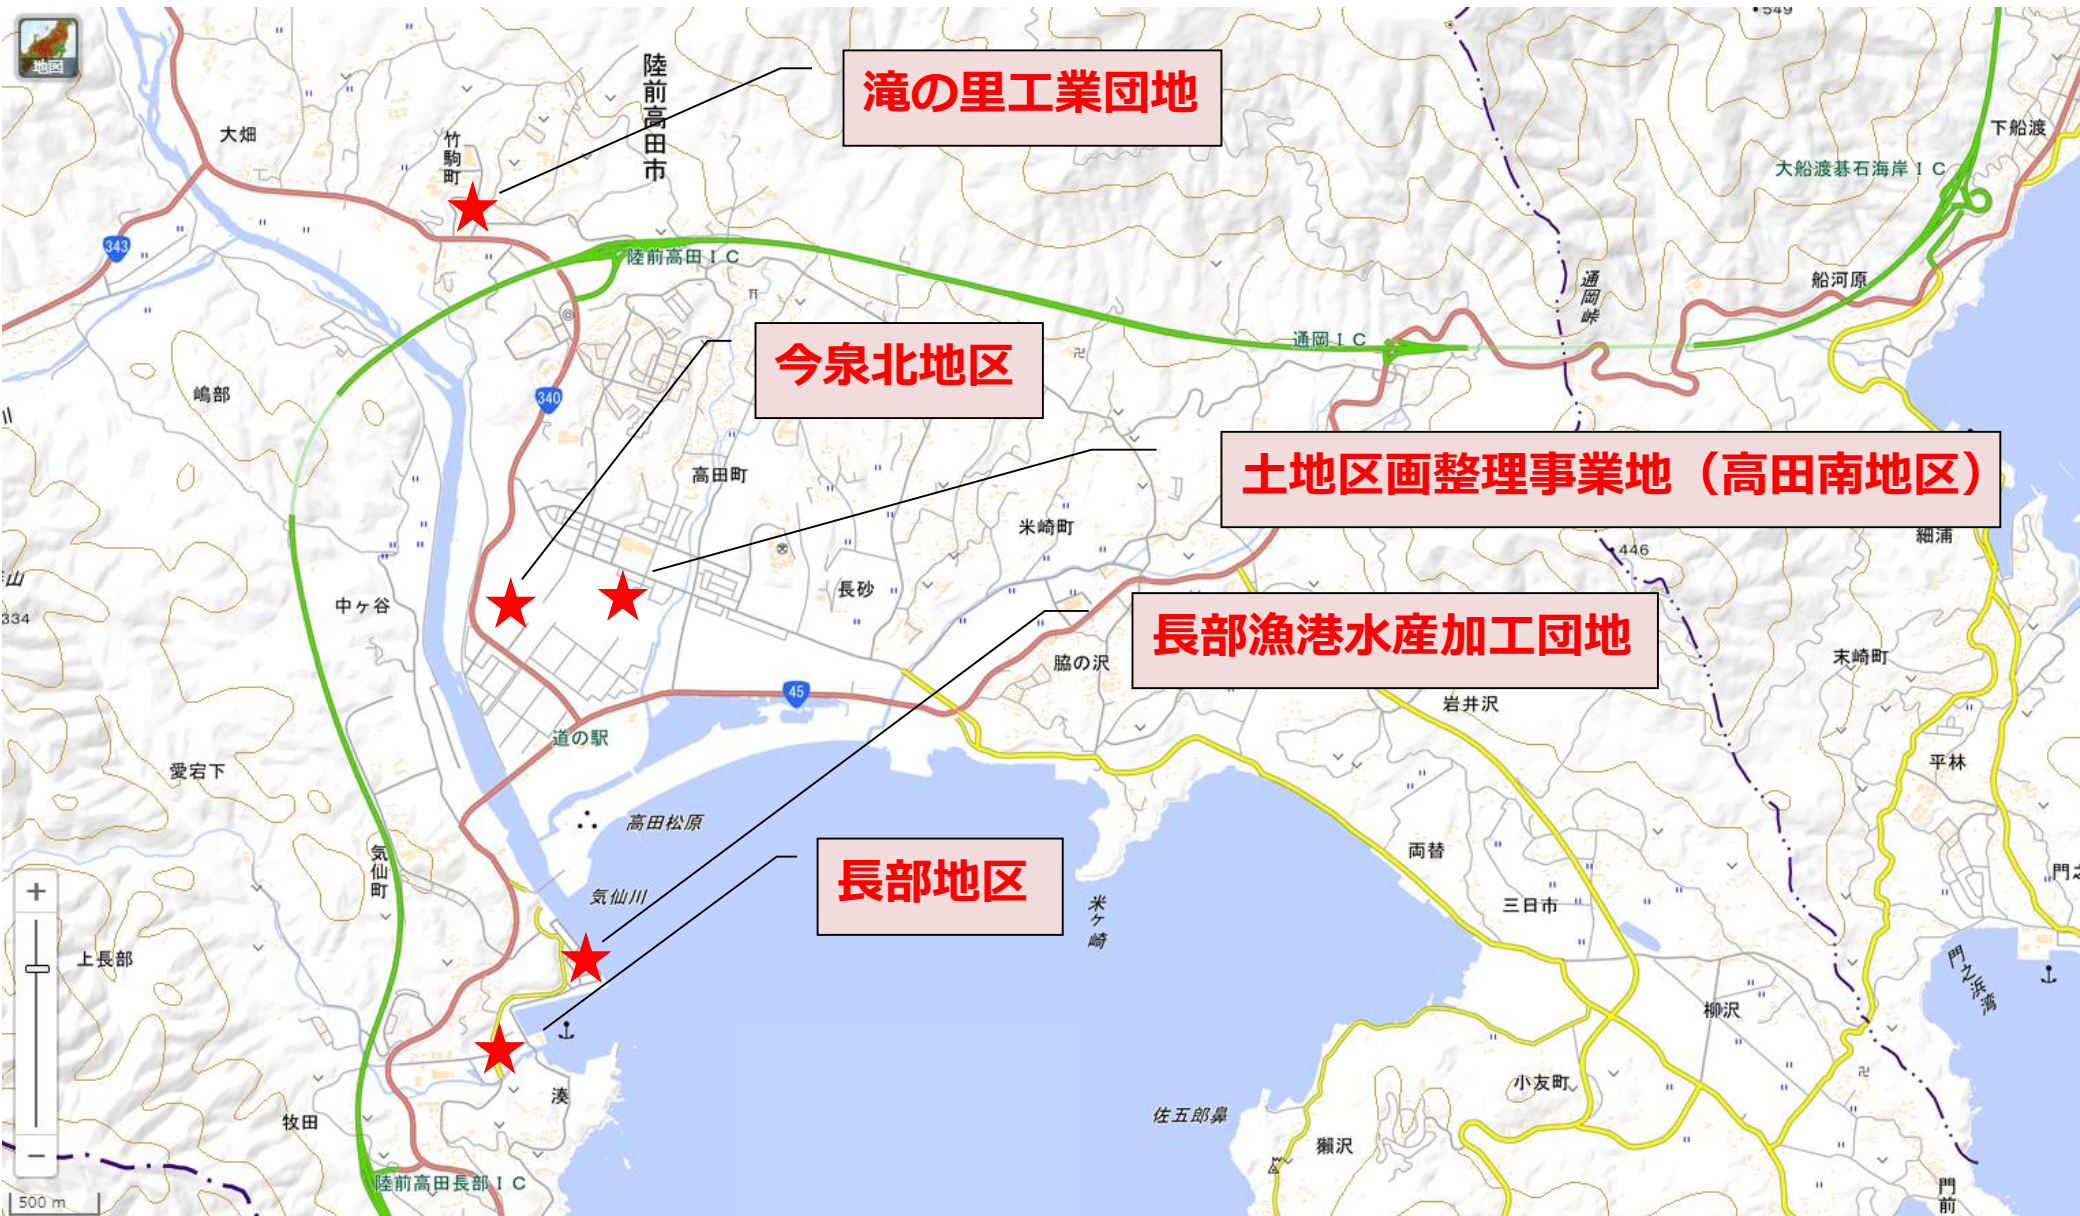 549
地図
陸前高田市
滝の里工業団地
大畑
竹駒町
下船渡
大船渡碁石海岸ＩＣ
343
陸前高田ＩＣ
通岡峠
船河原
通岡ＩＣ
今泉北地区
嶋部
340
川
高田町
土地区画整理事業地（高田南地区）
米崎町
細浦
446
山
334
中ヶ谷
長砂
長部漁港水産加工団地
脇の沢
末崎町
45
岩井沢
道の駅
愛宕下
平林
高田松原
気仙町
両替
長部地区
気仙川
米ヶ崎
三日市
門之
上長部
門之浜湾
柳沢
湊
小友町
牧田
佐五郎鼻
獺沢
陸前高田長部ＩＣ
門前
500 m